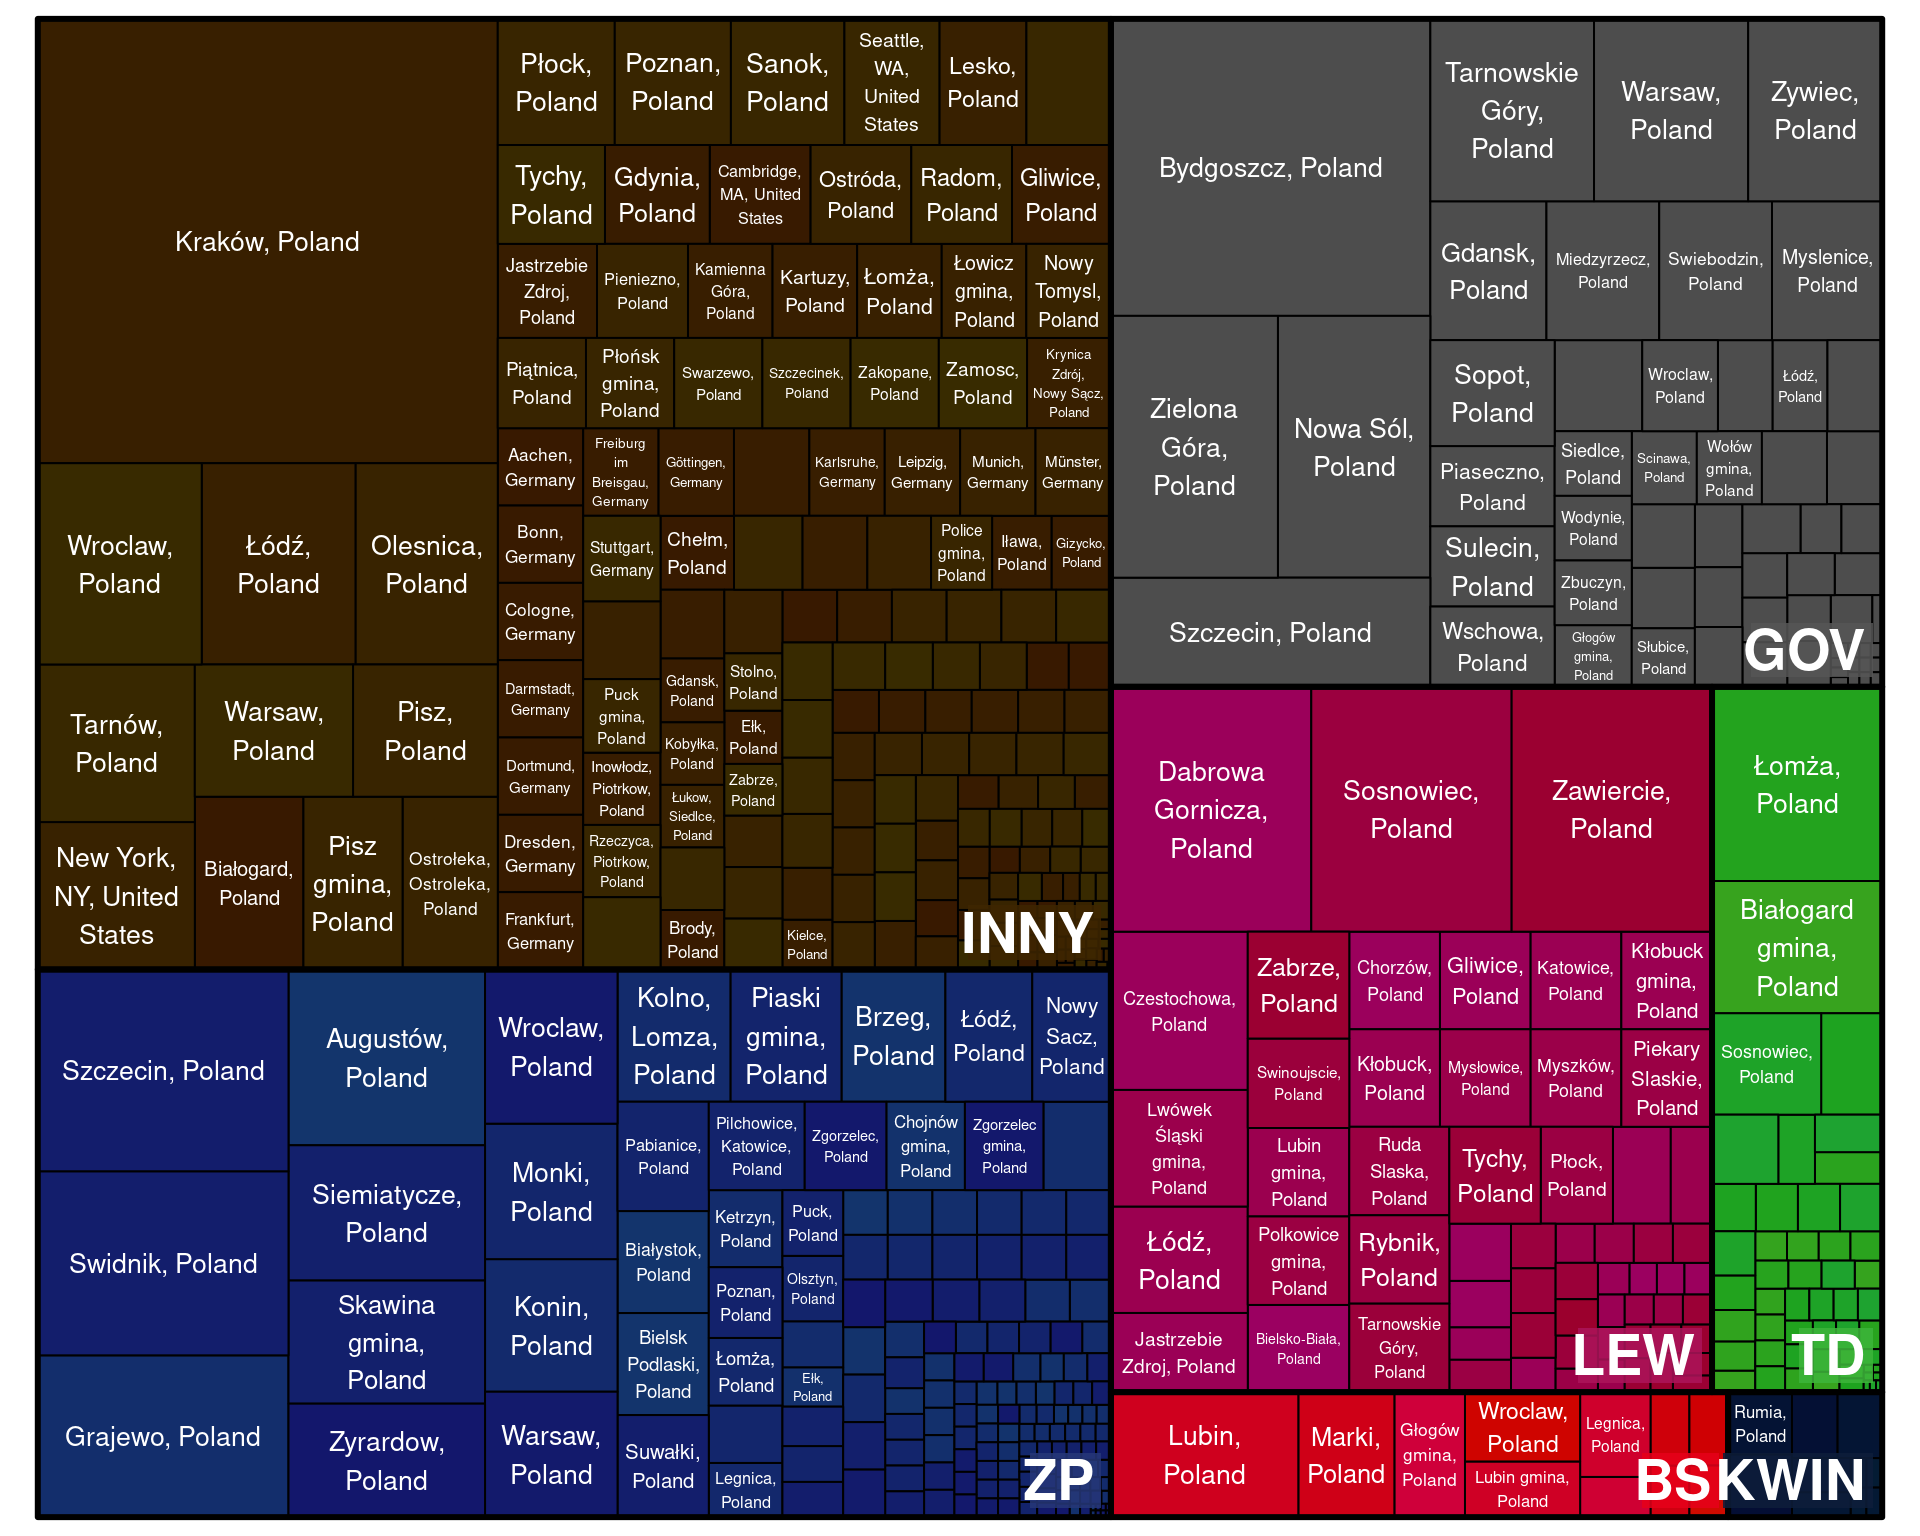 Kraków, Poland
Płock,
Poland
Poznan,
Poland
Sanok,
Poland
Seattle,
WA,
United
States
Lesko,
Poland
Tychy,
Poland
Gdynia,
Poland
Cambridge,
MA, United
States
Ostróda,
Poland
Radom,
Poland
Gliwice,
Poland
Jastrzebie
Zdroj,
Poland
Pieniezno,
Poland
Kamienna
Góra,
Poland
Kartuzy,
Poland
Łomża,
Poland
Łowicz
gmina,
Poland
Nowy
Tomysl,
Poland
Piątnica,
Poland
Płońsk
gmina,
Poland
Swarzewo,
Poland
Szczecinek,
Poland
Zakopane,
Poland
Zamosc,
Poland
Krynica
Zdrój,
Nowy Sącz,
Poland
Wroclaw,
Poland
Łódź,
Poland
Olesnica,
Poland
Tarnów,
Poland
Warsaw,
Poland
Pisz,
Poland
New York,
NY, United
States
Białogard,
Poland
Pisz
gmina,
Poland
Ostrołeka,
Ostroleka,
Poland
Aachen,
Germany
Freiburg
im
Breisgau,
Germany
Göttingen,
Germany
Karlsruhe,
Germany
Leipzig,
Germany
Munich,
Germany
Münster,
Germany
Bonn,
Germany
Stuttgart,
Germany
Chełm,
Poland
Police
gmina,
Poland
Iława,
Poland
Gizycko,
Poland
Cologne,
Germany
Darmstadt,
Germany
Dortmund,
Germany
Dresden,
Germany
Frankfurt,
Germany
Puck
gmina,
Poland
Inowłodz,
Piotrkow,
Poland
Rzeczyca,
Piotrkow,
Poland
Gdansk,
Poland
Kobyłka,
Poland
Łukow,
Siedlce,
Poland
Brody,
Poland
Stolno,
Poland
Ełk,
Poland
Zabrze,
Poland
Kielce,
Poland
INNY
Bydgoszcz, Poland
Tarnowskie
Góry,
Poland
Warsaw,
Poland
Zywiec,
Poland
Gdansk,
Poland
Miedzyrzecz,
Poland
Swiebodzin,
Poland
Myslenice,
Poland
Zielona
Góra,
Poland
Nowa Sól,
Poland
Szczecin, Poland
Sopot,
Poland
Wroclaw,
Poland
Łódź,
Poland
Piaseczno,
Poland
Siedlce,
Poland
Scinawa,
Poland
Wołów
gmina,
Poland
Sulecin,
Poland
Wodynie,
Poland
Zbuczyn,
Poland
Wschowa,
Poland
Głogów
gmina,
Poland
Słubice,
Poland
GOV
Dabrowa
Gornicza,
Poland
Sosnowiec,
Poland
Zawiercie,
Poland
Czestochowa,
Poland
Zabrze,
Poland
Chorzów,
Poland
Gliwice,
Poland
Katowice,
Poland
Kłobuck
gmina,
Poland
Swinoujscie,
Poland
Kłobuck,
Poland
Mysłowice,
Poland
Myszków,
Poland
Piekary
Slaskie,
Poland
Lwówek
Śląski
gmina,
Poland
Lubin
gmina,
Poland
Ruda
Slaska,
Poland
Tychy,
Poland
Płock,
Poland
Łódź,
Poland
Polkowice
gmina,
Poland
Rybnik,
Poland
Jastrzebie
Zdroj, Poland
Bielsko-Biała,
Poland
Tarnowskie
Góry,
Poland
LEW
Łomża,
Poland
Białogard
gmina,
Poland
Sosnowiec,
Poland
TD
Szczecin, Poland
Swidnik, Poland
Grajewo, Poland
Augustów,
Poland
Siemiatycze,
Poland
Skawina
gmina,
Poland
Zyrardow,
Poland
Wroclaw,
Poland
Monki,
Poland
Konin,
Poland
Warsaw,
Poland
Kolno,
Lomza,
Poland
Piaski
gmina,
Poland
Brzeg,
Poland
Łódź,
Poland
Nowy
Sacz,
Poland
Pabianice,
Poland
Pilchowice,
Katowice,
Poland
Zgorzelec,
Poland
Chojnów
gmina,
Poland
Zgorzelec
gmina,
Poland
Białystok,
Poland
Ketrzyn,
Poland
Puck,
Poland
Poznan,
Poland
Olsztyn,
Poland
Bielsk
Podlaski,
Poland
Łomża,
Poland
Ełk,
Poland
Suwałki,
Poland
Legnica,
Poland
ZP
Lubin,
Poland
Marki,
Poland
Głogów
gmina,
Poland
Wroclaw,
Poland
Lubin gmina,
Poland
Legnica,
Poland
BS
Rumia,
Poland
KWIN